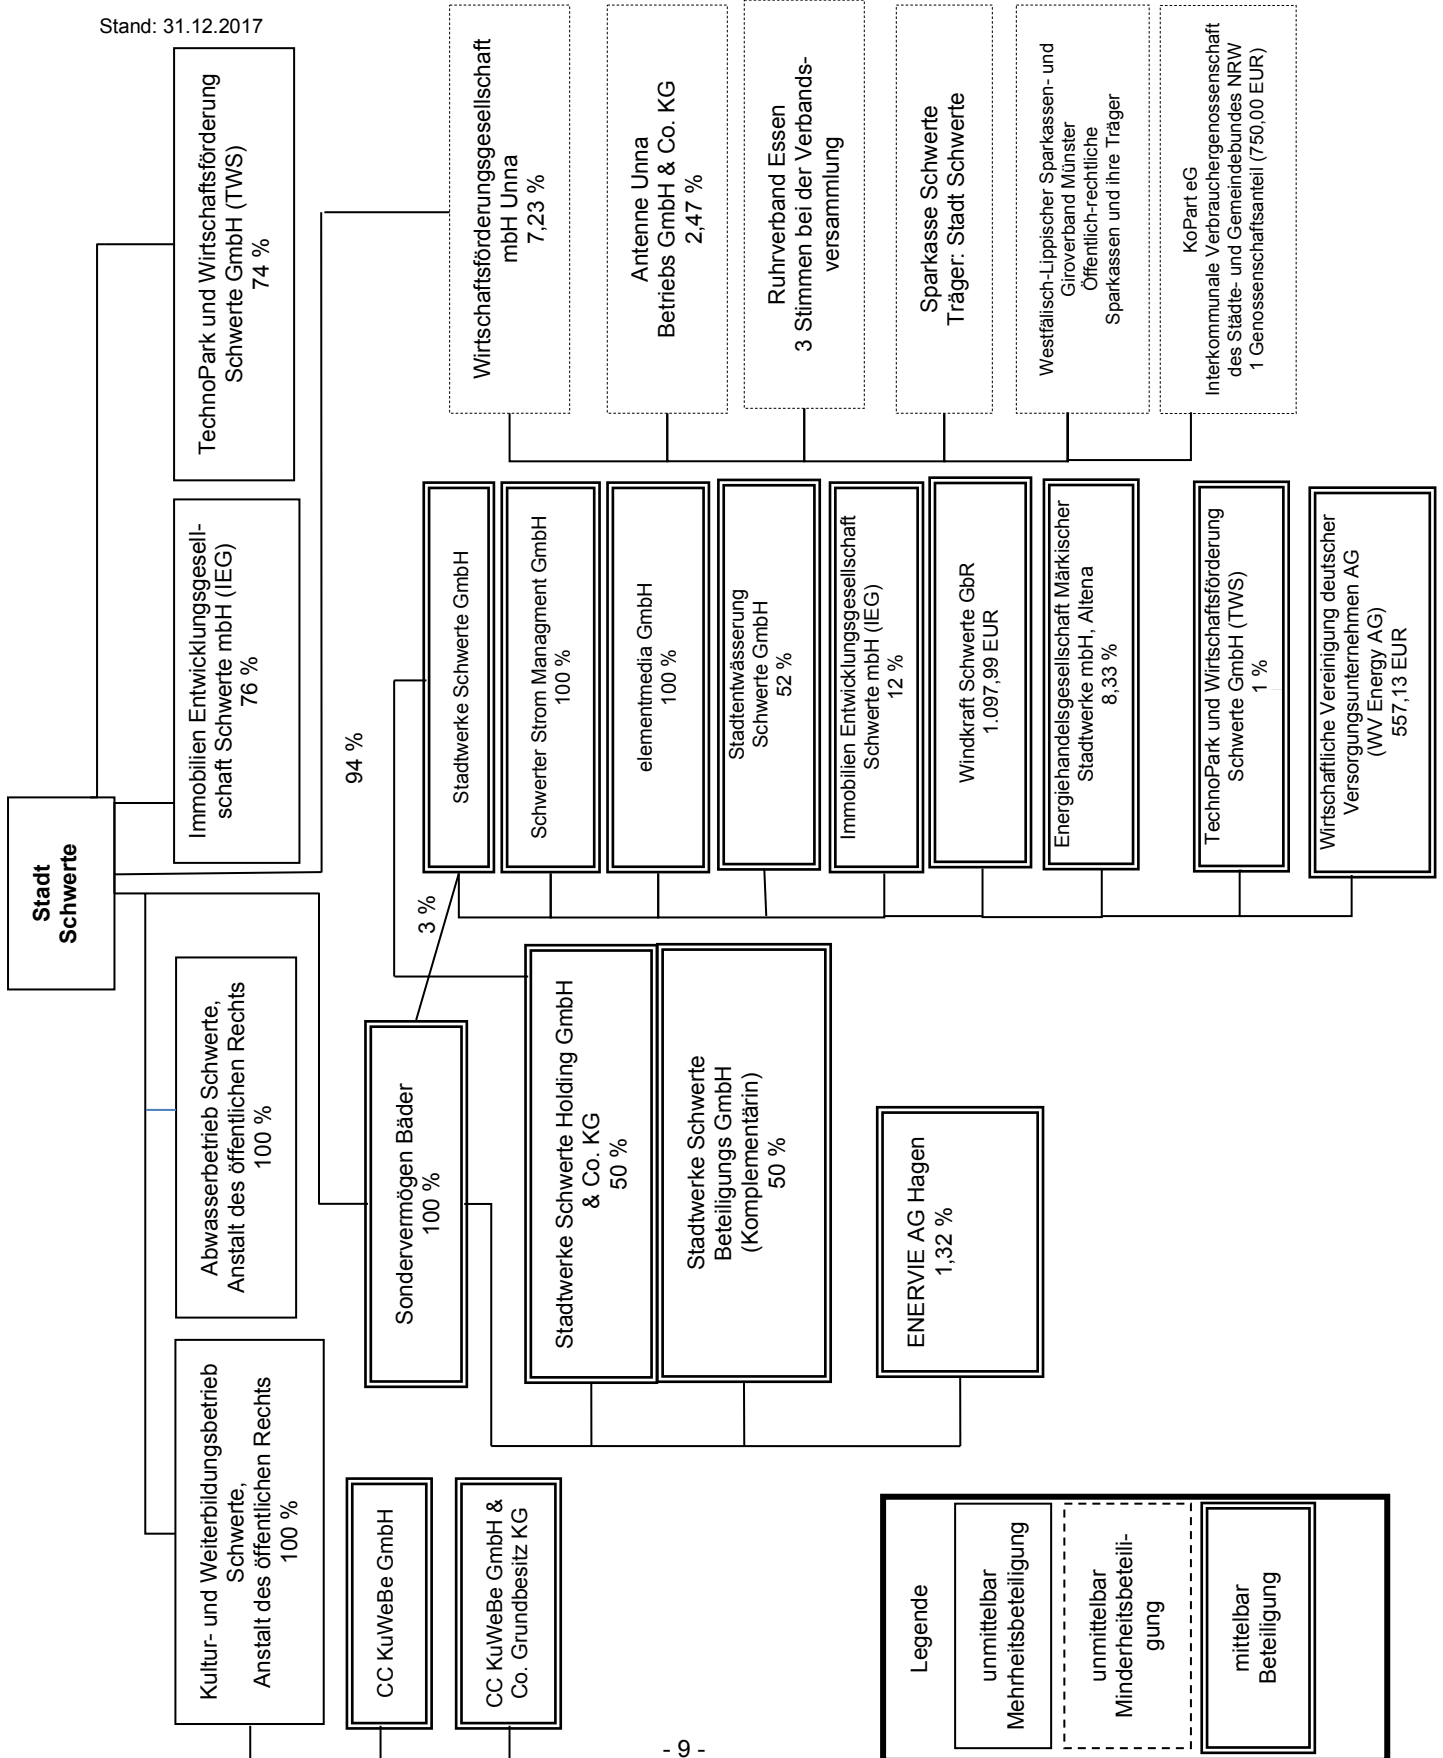 Stand: 31.12.2017
Stadt
Schwerte
Kultur- und Weiterbildungsbetrieb
Schwerte,
Anstalt des öffentlichen Rechts
100 %
Abwasserbetrieb Schwerte,
Anstalt des öffentlichen Rechts
100 %
Immobilien Entwicklungsgesell-
schaft Schwerte mbH (IEG)
76 %
TechnoPark und Wirtschaftsförderung
Schwerte GmbH (TWS)
74 %
CC KuWeBe GmbH
CC KuWeBe GmbH &
Co. Grundbesitz KG
Sondervermögen Bäder
100 %
3 %
94 %
Stadtwerke Schwerte Holding GmbH
& Co. KG
50 %
Stadtwerke Schwerte
Beteiligungs GmbH
(Komplementärin)
50 %
ENERVIE AG Hagen
1,32 %
Stadtwerke Schwerte GmbH
Schwerter Strom Managment GmbH
100 %
elementmedia GmbH
100 %
Stadtentwässerung
Schwerte GmbH
52 %
Immobilien Entwicklungsgesellschaft
Schwerte mbH (IEG)
12 %
Windkraft Schwerte GbR
1.097,99 EUR
Energiehandelsgesellschaft Märkischer
Stadtwerke mbH, Altena
8,33 %
TechnoPark und Wirtschaftsförderung
Schwerte GmbH (TWS)
1 %
Wirtschaftliche Vereinigung deutscher
Versorgungsunternehmen AG
(WV Energy AG)
557,13 EUR
Wirtschaftsförderungsgesellschaft
mbH Unna
7,23 %
Antenne Unna
Betriebs GmbH & Co. KG
2,47 %
Ruhrverband Essen
3 Stimmen bei der Verbands-
versammlung
Sparkasse Schwerte
Träger: Stadt Schwerte
Westfälisch-Lippischer Sparkassen- und
Giroverband Münster
Öffentlich-rechtliche
Sparkassen und ihre Träger
KoPart eG
Interkommunale Verbrauchergenossenschaft
des Städte- und Gemeindebundes NRW
1 Genossenschaftsanteil (750,00 EUR)
Legende
unmittelbar
Mehrheitsbeteiligung
unmittelbar
Minderheitsbeteili-
gung
mittelbar
Beteiligung
- 9 -